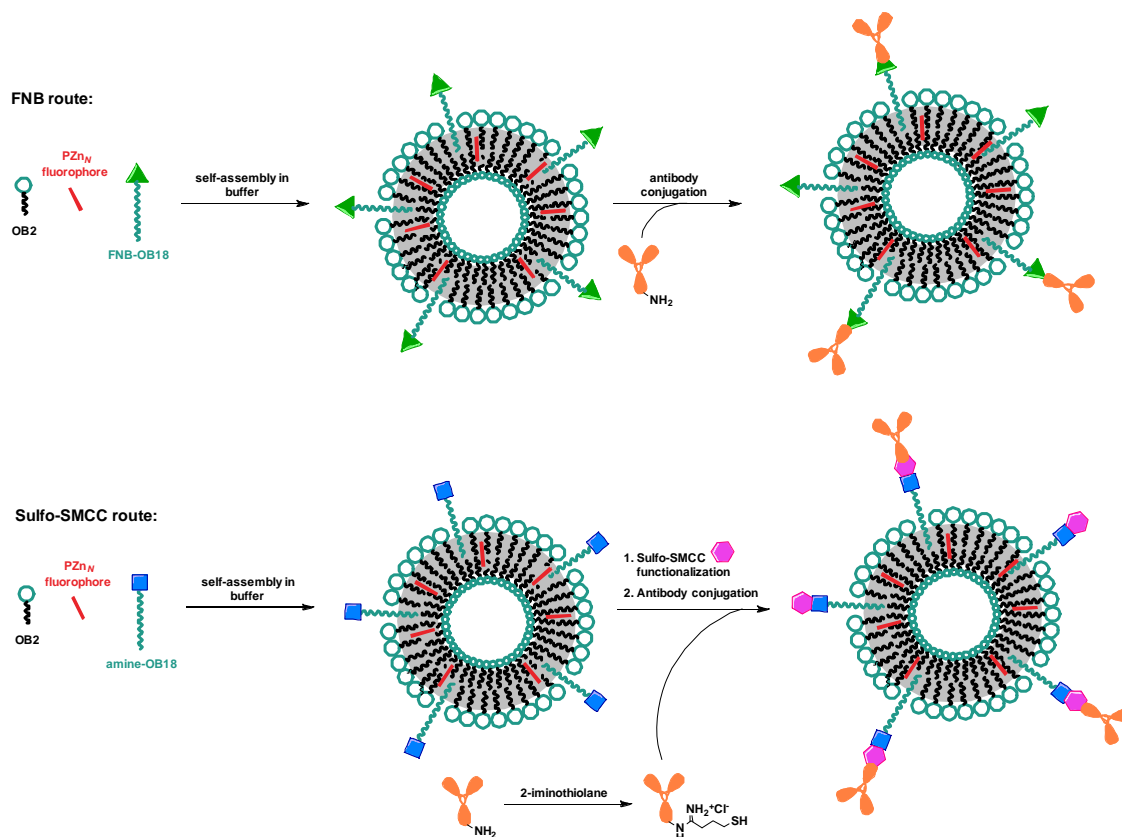 FNB route:
PZnN
fluorophore
OB2
FNB-OB18
self-assembly in
buffer
antibody
conjugation
NH2
Sulfo-SMCC route:
PZnN
fluorophore
OB2
amine-OB18
self-assembly in
buffer
1. Sulfo-SMCC
functionalization
2. Antibody conjugation
NH2
2-iminothiolane
NH2+Cl-
N
H
SH